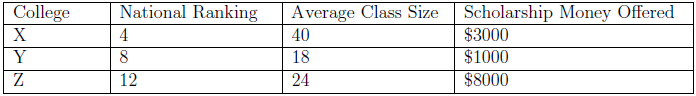 College National Ranking Average Class Size Scholarship Money Offered
X 4 40 $3000
Y 8 18 $1000
Z 12 24 $8000